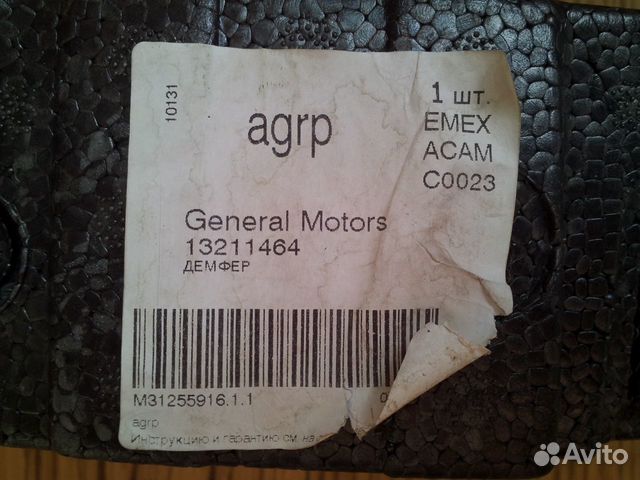 10131
agrp
1 шт.
EMEX
ACAM
C0023
General Motors
13211464
ДЕМФЕР
M31255916.1.1
0
agrp
Инструкцию и гарантию см. на
Avito